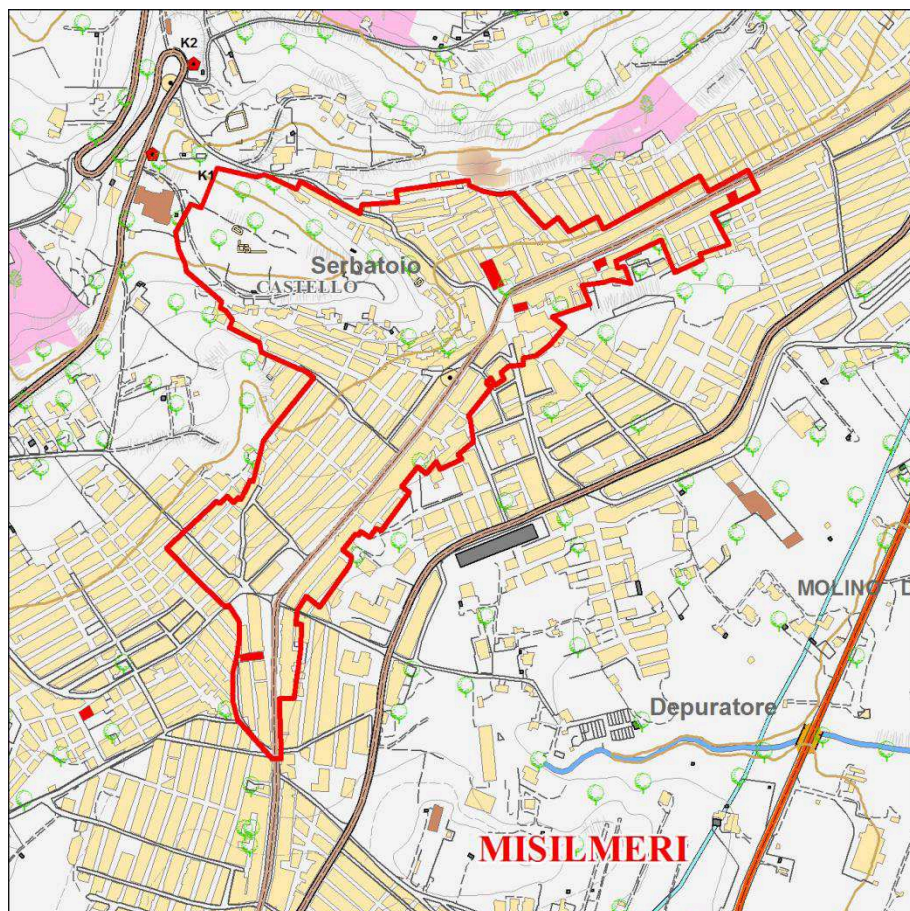 K2
K1
Serbatoio
CASTELLO
MOLINO D
Depuratore
MISILMERI